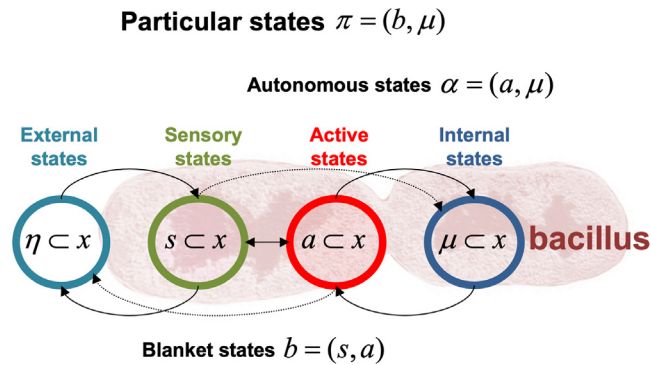 Particular states π = (b, μ)
Autonomous states α = (a, μ)
External states
Sensory states
Active states
Internal states
η ⊂ x
s ⊂ x
a ⊂ x
μ ⊂ x
bacillus
Blanket states b = (s, a)